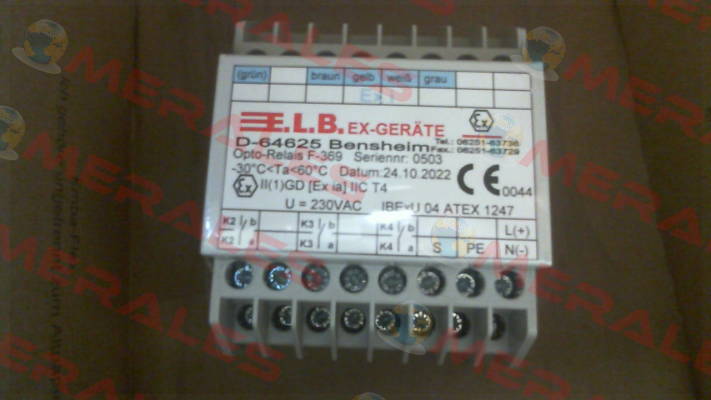 (grün) braun gelb weiß grau
Ex i
E.L.B. EX-GERÄTE
D-64625 Bensheim
Tel.: 06251-63736
Fax.: 06251-63729
Opto-Relais F-369 Seriennr: 0503
-30°C<Ta<60°C Datum:24.10.2022
II(1)GD [Ex ia] IIC T4
CE 0044
U = 230VAC IBExU 04 ATEX 1247
K2 b K3 b K4 b L(+)
K2 a K3 a K4 a S PE N(-)
MERALES